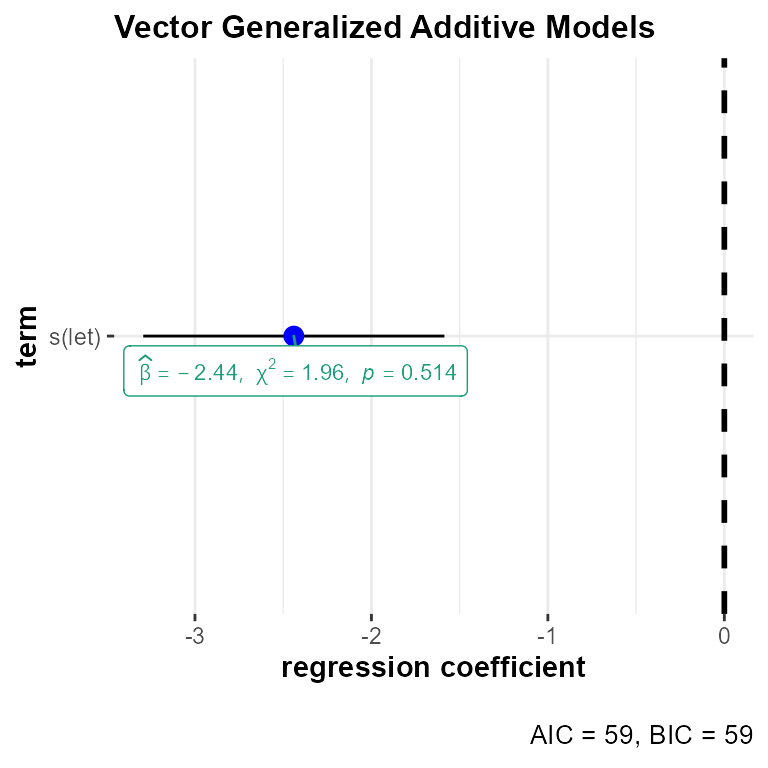 Vector Generalized Additive Models
term
s(let)
β̂ = −2.44, χ² = 1.96, p = 0.514
-3 -2 -1 0
regression coefficient
AIC = 59, BIC = 59